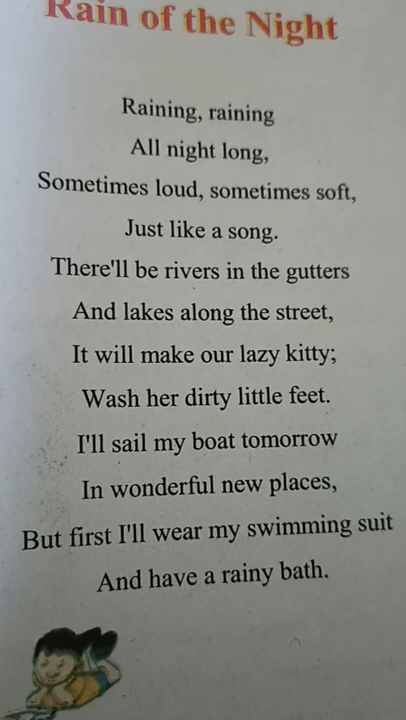 Rain of the Night
Raining, raining
All night long,
Sometimes loud, sometimes soft,
Just like a song.
There'll be rivers in the gutters
And lakes along the street,
It will make our lazy kitty;
Wash her dirty little feet.
I'll sail my boat tomorrow
In wonderful new places,
But first I'll wear my swimming suit
And have a rainy bath.